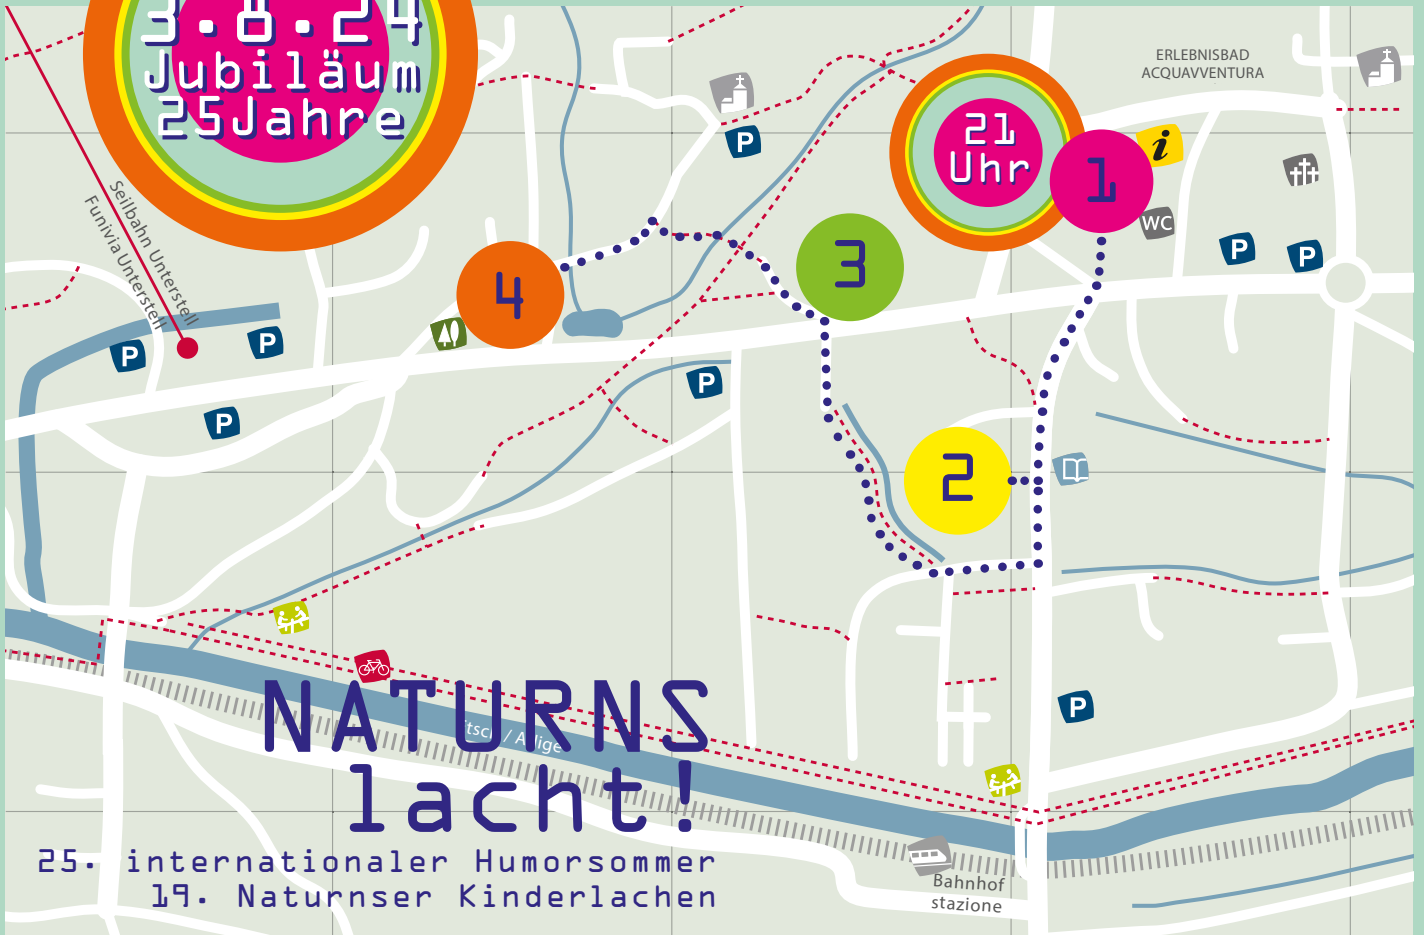 3.8.24
Jubiläum
25Jahre
ERLEBNISBAD
ACQUAVVENTURA
P
21
Uhr
1
i
WC
P
P
Seilbahn Unterstell
Funivia Unterstell
3
4
P
P
P
P
2
P
NATURNS
lacht!
25. internationaler Humorsommer
19. Naturnser Kinderlachen
Bahnhof
stazione